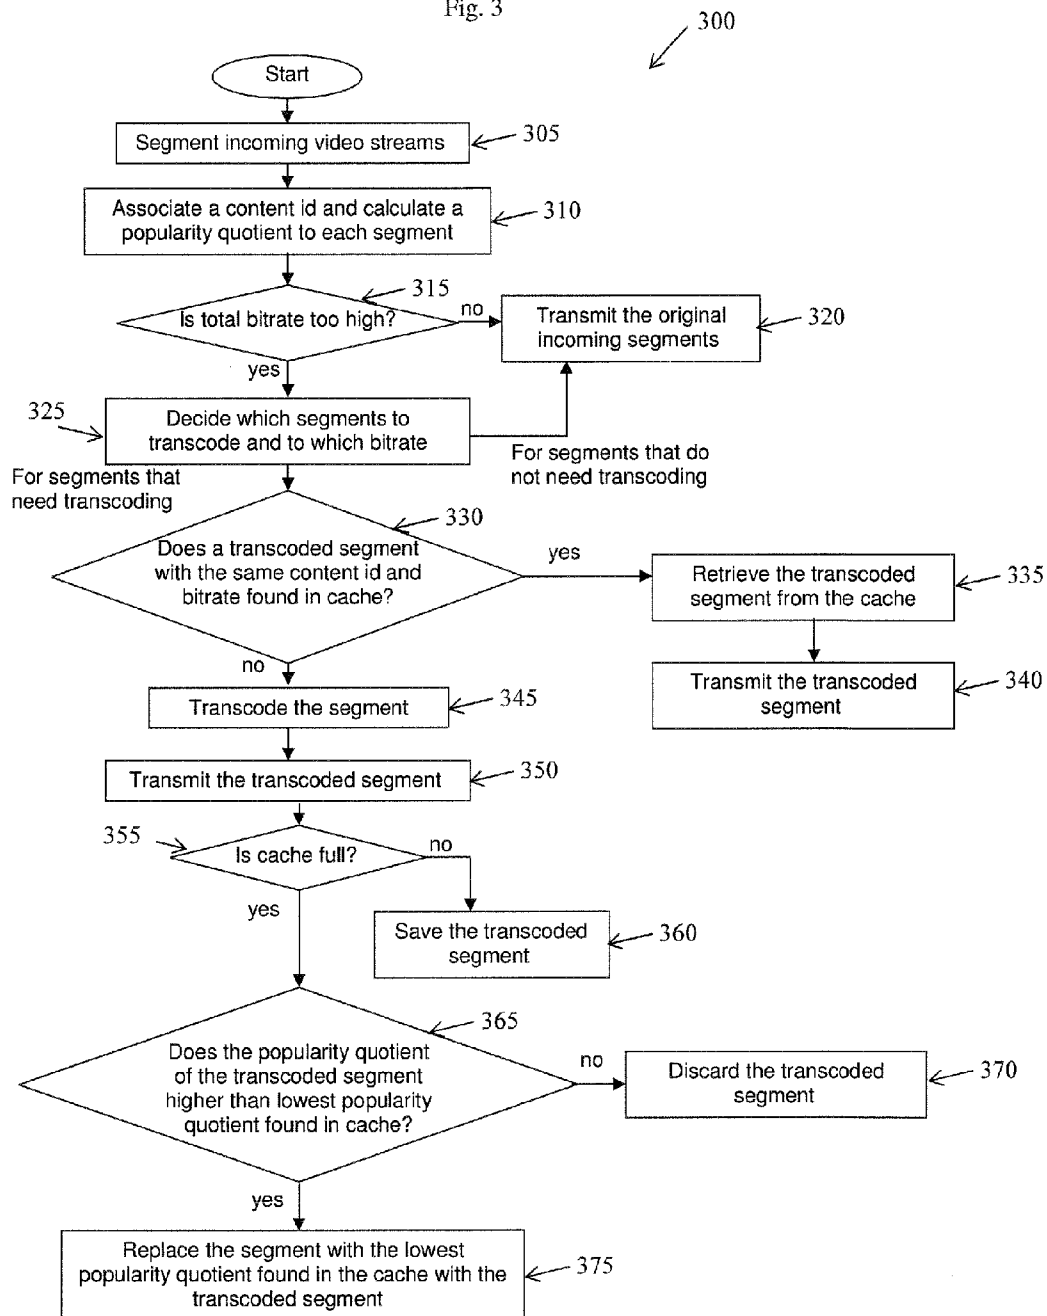 Fig. 3
300
Start
Segment incoming video streams
305
Associate a content id and calculate a
popularity quotient to each segment
310
315
Is total bitrate too high?
no
Transmit the original
incoming segments
320
yes
325
Decide which segments to
transcode and to which bitrate
For segments that do
not need transcoding
For segments that
need transcoding
330
Does a transcoded segment
with the same content id and
bitrate found in cache?
yes
Retrieve the transcoded
segment from the cache
335
no
Transmit the transcoded
segment
340
Transcode the segment
345
Transmit the transcoded segment
350
355
Is cache full?
no
yes
Save the transcoded
segment
360
365
Does the popularity quotient
of the transcoded segment
higher than lowest popularity
quotient found in cache?
no
Discard the transcoded
segment
370
yes
Replace the segment with the lowest
popularity quotient found in the cache with the
transcoded segment
375